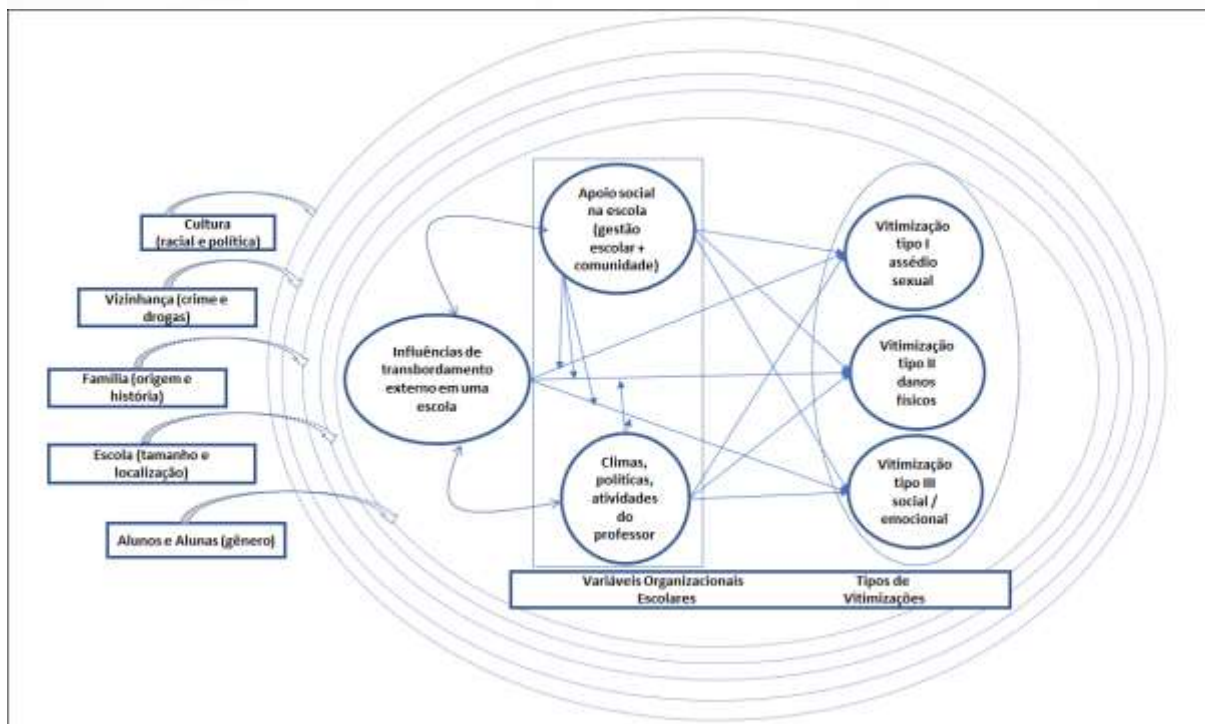 Cultura
(racial e política)
Vizinhança (crime e
drogas)
Família (origem e
história)
Escola (tamanho e
localização)
Alunos e Alunas (gênero)
Influências de
transbordamento
externo em uma
escola
Apoio social
na escola
(gestão
escolar +
comunidade)
Climas,
políticas,
atividades
do
professor
Vitimização
tipo I
assédio
sexual
Vitimização
tipo II
danos
físicos
Vitimização
tipo III
social /
emocional
Variáveis Organizacionais
Escolares
Tipos de
Vitimizações